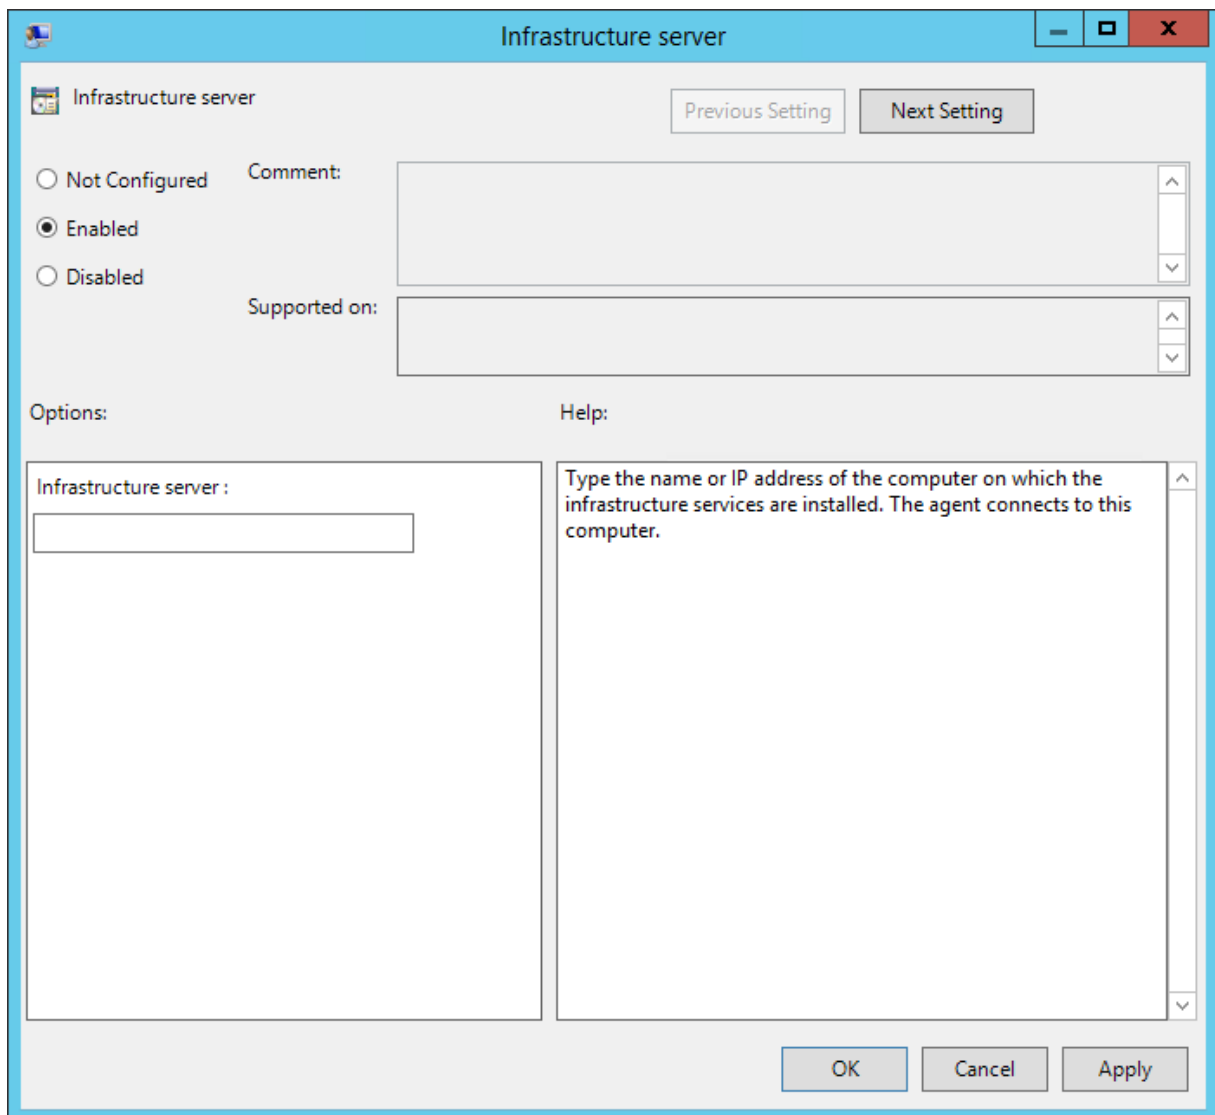 Infrastructure server
X
Infrastructure server
Previous Setting
Next Setting
Not Configured
Comment:
Enabled
Disabled
Supported on:
Options:
Help:
Infrastructure server :
Type the name or IP address of the computer on which the
infrastructure services are installed. The agent connects to this
computer.
OK
Cancel
Apply